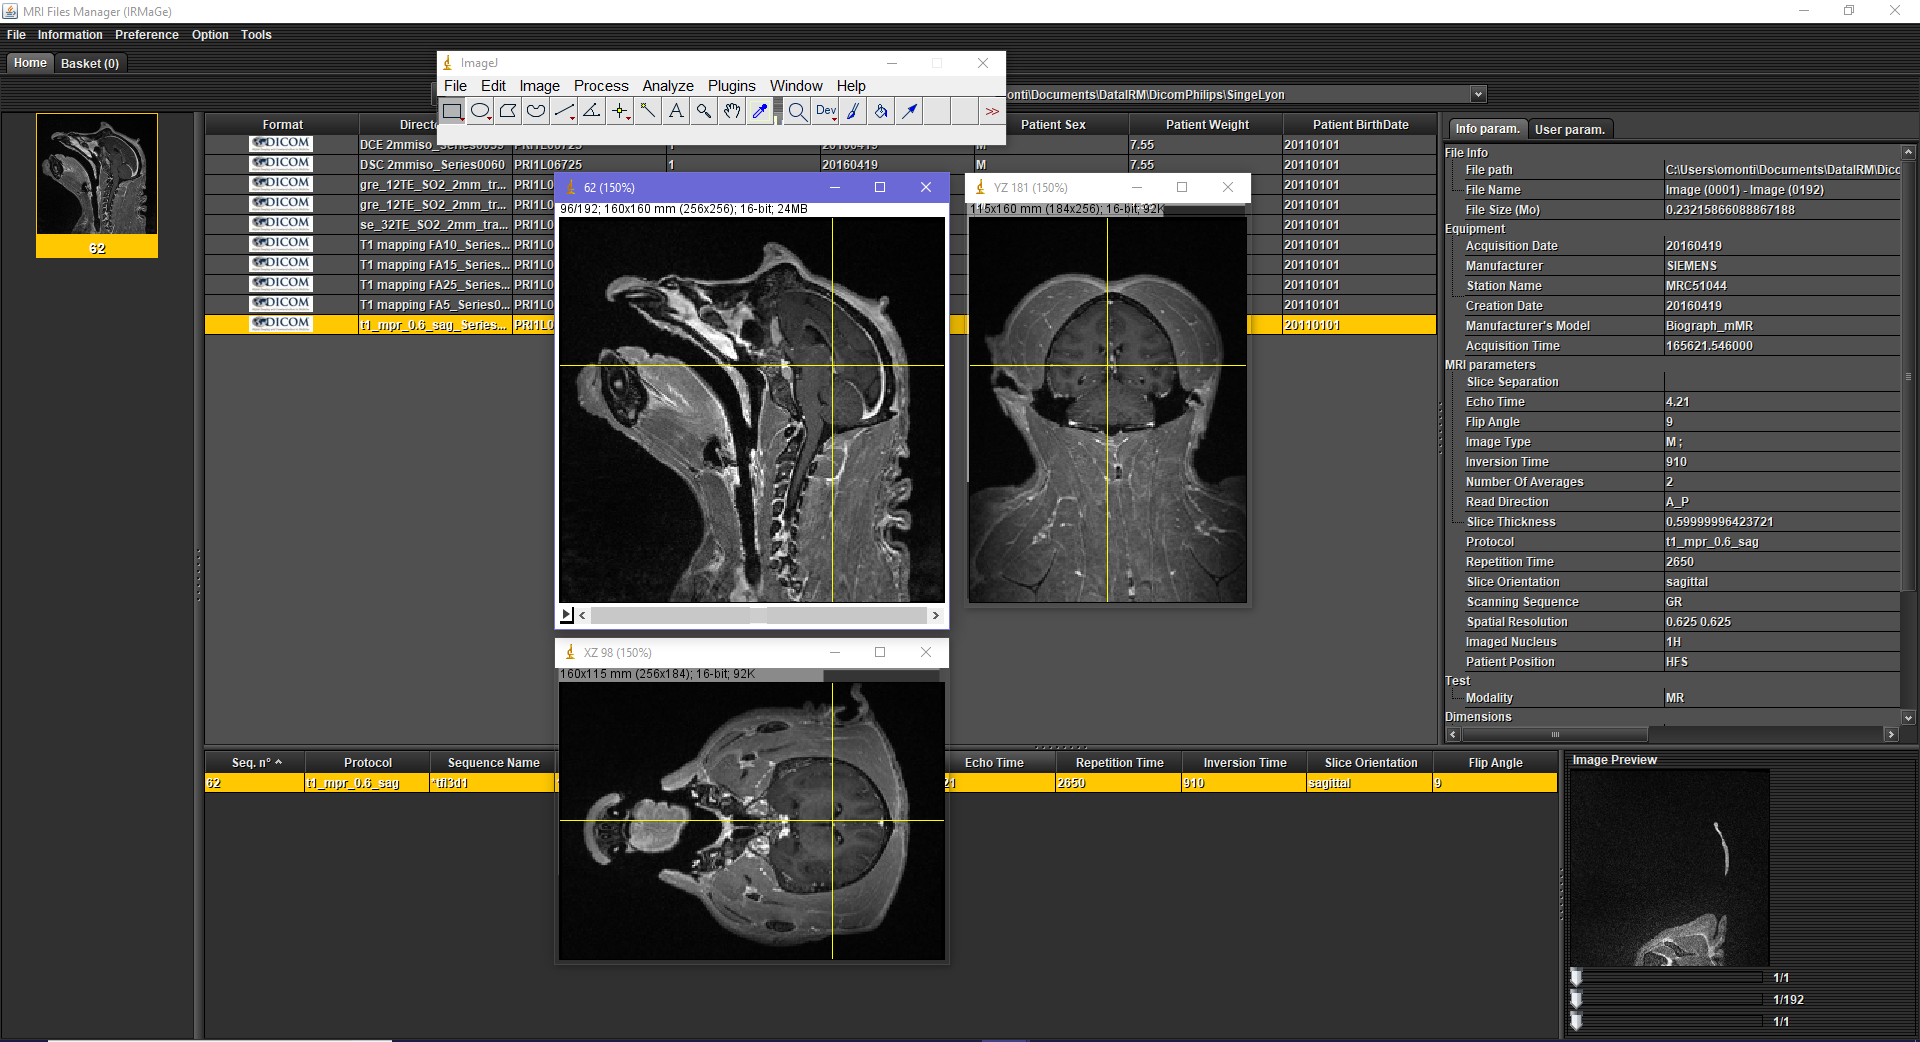 MRI Files Manager (IRMaGe)
File Information Preference Option Tools
Home Basket (0)
ImageJ
File Edit Image Process Analyze Plugins Window Help
Dev
>>
onti\Documents\DataIRM\DicomPhilips\SingeLyon
62
Format Directo Patient Sex Patient Weight Patient BirthDate
DICOM DCE 2mmiso_Series0059 PRI1L06725 1 20160419 M 7.55 20110101
DICOM DSC 2mmiso_Series0060 PRI1L06725 1 20160419 M 7.55 20110101
DICOM gre_12TE_SO2_2mm_tr... PRI1L0 20110101
DICOM gre_12TE_SO2_2mm_tr... PRI1L0 20110101
DICOM se_32TE_SO2_2mm_tra... PRI1L0 20110101
DICOM T1 mapping FA10_Series... PRI1L0 20110101
DICOM T1 mapping FA15_Series... PRI1L0 20110101
DICOM T1 mapping FA25_Series... PRI1L0 20110101
DICOM T1 mapping FA5_Series0... PRI1L0 20110101
DICOM t1_mpr_0.6_sag_Series... PRI1L0 20110101
62 (150%)
96/192; 160x160 mm (256x256); 16-bit; 24MB
YZ 181 (150%)
115x160 mm (184x256); 16-bit; 92K
XZ 98 (150%)
160x115 mm (256x184); 16-bit; 92K
Info param. User param.
File Info
File path C:\Users\omonti\Documents\DataIRM\Dicc
File Name Image (0001) - Image (0192)
File Size (Mo) 0.23215866088867188
Equipment
Acquisition Date 20160419
Manufacturer SIEMENS
Station Name MRC51044
Creation Date 20160419
Manufacturer's Model Biograph_mMR
Acquisition Time 165621.546000
MRI parameters
Slice Separation
Echo Time 4.21
Flip Angle 9
Image Type M ;
Inversion Time 910
Number Of Averages 2
Read Direction A_P
Slice Thickness 0.59999996423721
Protocol t1_mpr_0.6_sag
Repetition Time 2650
Slice Orientation sagittal
Scanning Sequence GR
Spatial Resolution 0.625 0.625
Imaged Nucleus 1H
Patient Position HFS
Test
Modality MR
Dimensions
Seq. n° Protocol Sequence Name Echo Time Repetition Time Inversion Time Slice Orientation Flip Angle
62 t1_mpr_0.6_sag *tfl3d1 21 2650 910 sagittal 9
Image Preview
1/1
1/192
1/1